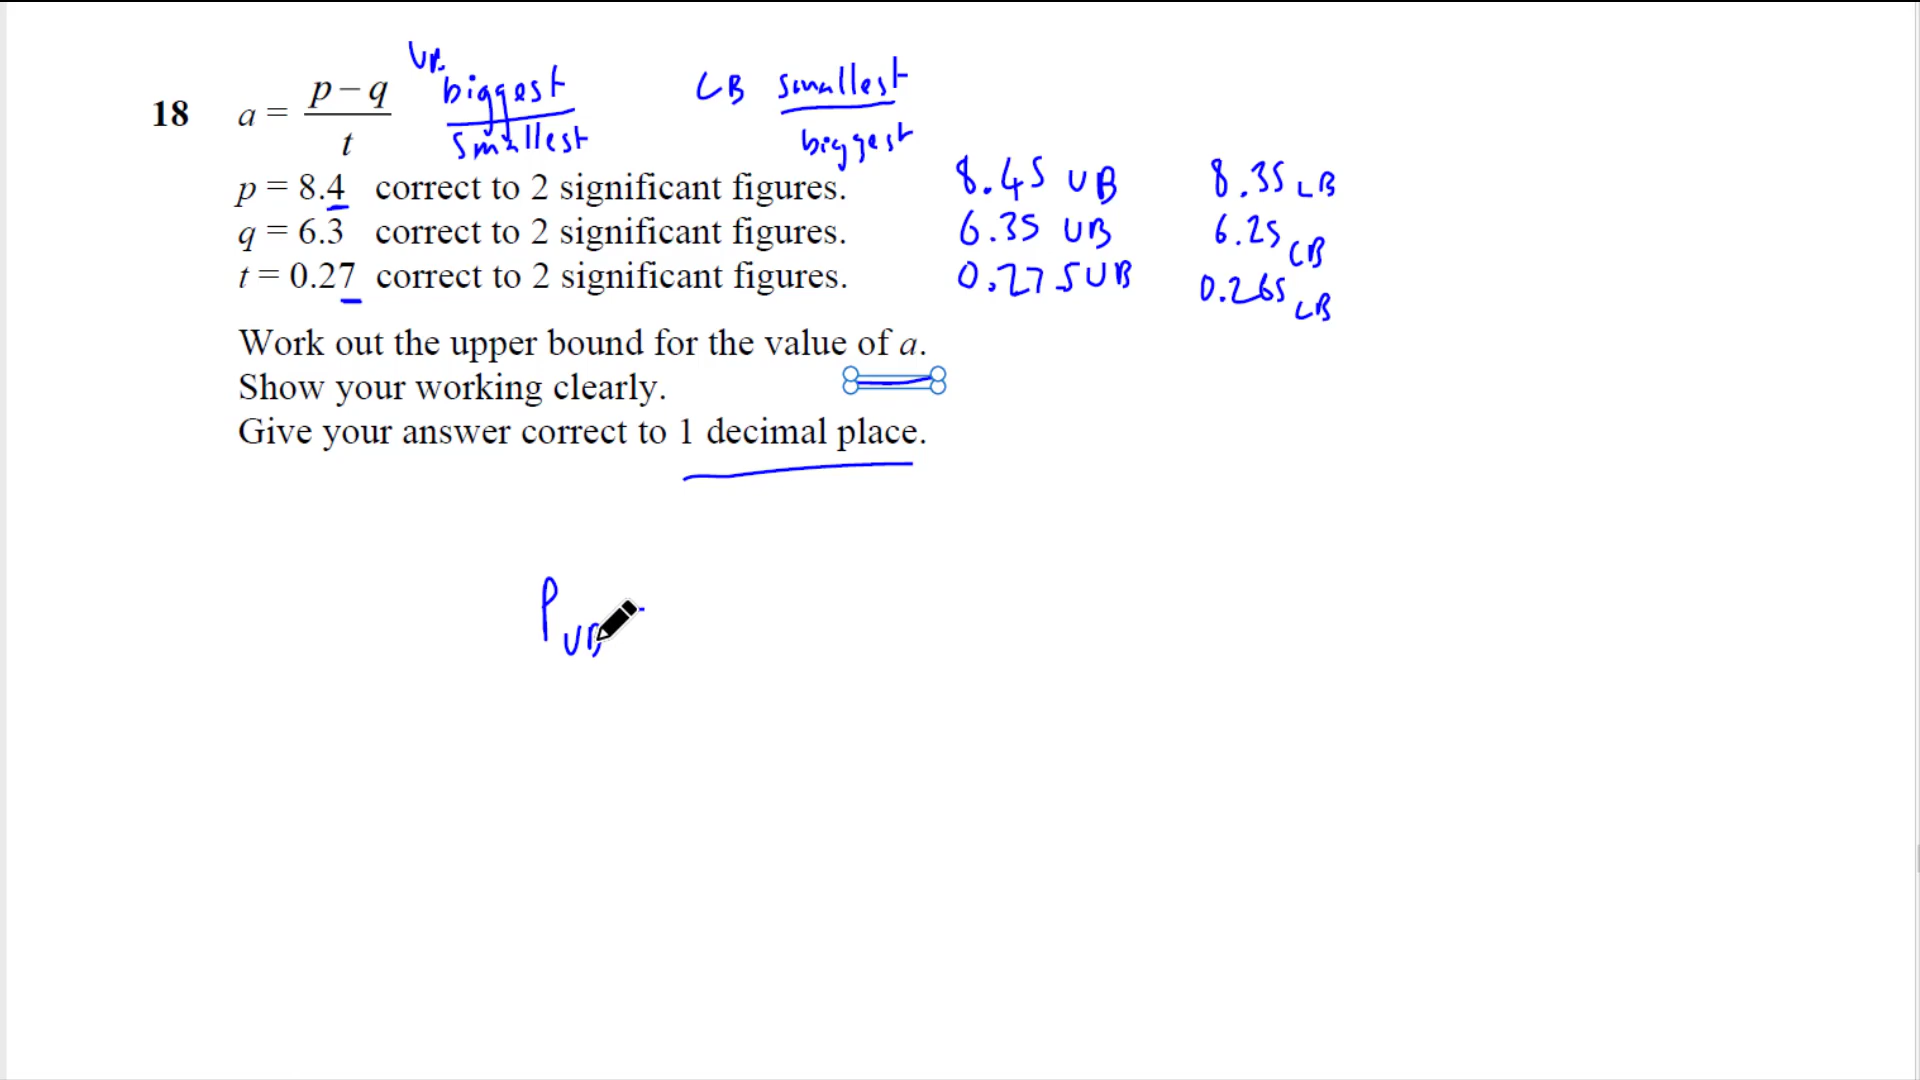 UB
18 a = p − q / t biggest / smallest LB smallest / biggest
p = 8.4 correct to 2 significant figures. 8.45 UB 8.35 LB
q = 6.3 correct to 2 significant figures. 6.35 UB 6.25 LB
t = 0.27 correct to 2 significant figures. 0.275 UB 0.265 LB
Work out the upper bound for the value of a.
Show your working clearly.
Give your answer correct to 1 decimal place.
P UB